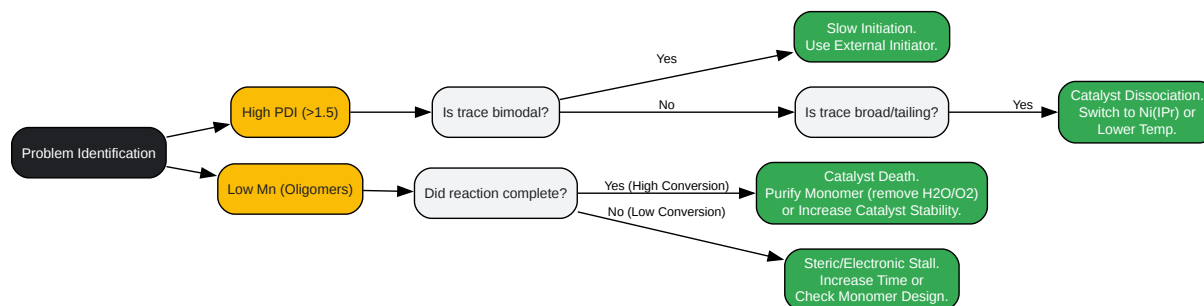 Slow Initiation.
Use External Initiator.
Yes
High PDI (>1.5)
Is trace bimodal?
No
Is trace broad/tailing?
Yes
Catalyst Dissociation.
Switch to Ni(IPr) or
Lower Temp.
Problem Identification
Low Mn (Oligomers)
Did reaction complete?
Yes (High Conversion)
Catalyst Death.
Purify Monomer (remove H2O/O2)
or Increase Catalyst Stability.
No (Low Conversion)
Steric/Electronic Stall.
Increase Time or
Check Monomer Design.